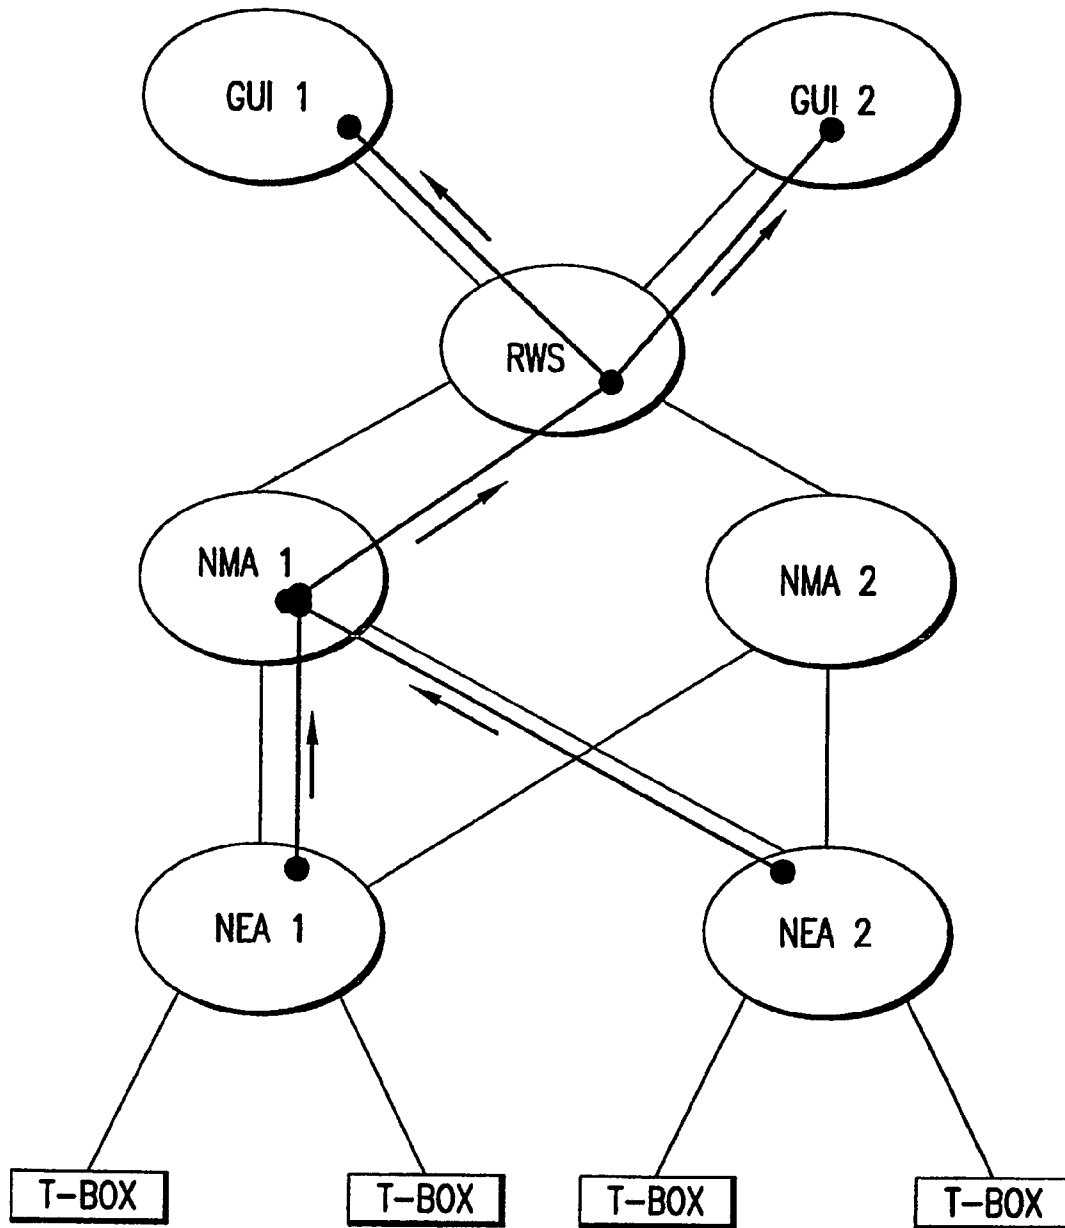 GUI 1
GUI 2
RWS
NMA 1
NMA 2
NEA 1
NEA 2
T-BOX
T-BOX
T-BOX
T-BOX